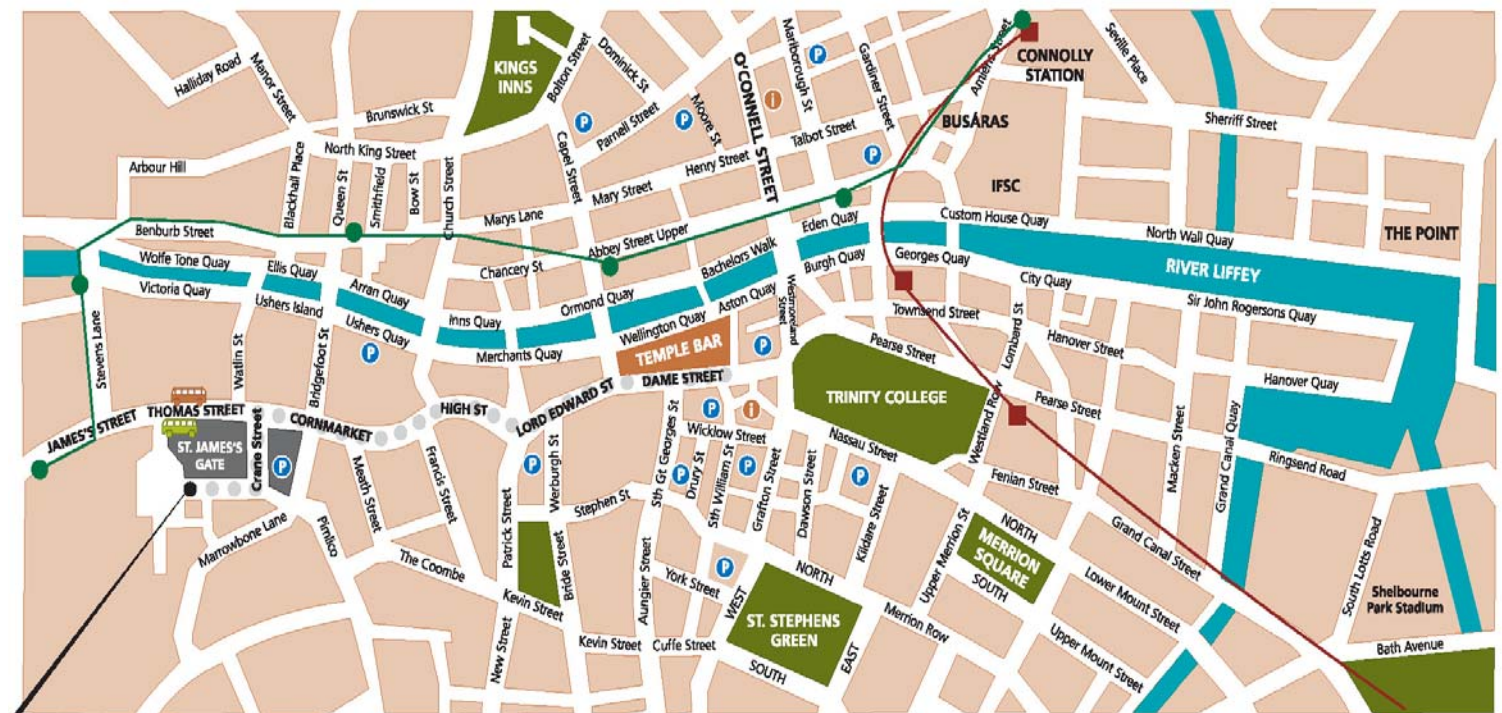 Halliday Road
Manor Street
KINGS
INNS
Bolton Street
Dominick St
O'CONNELL STREET
Marlborough St
P
Gardiner Street
Amiens Street
CONNOLLY
STATION
Seville Place
Brunswick St
North King Street
P
Parnell Street
P
Moore St
i
Talbot Street
BUSÁRAS
Sherriff Street
Arbour Hill
Blackhall Place
Queen St
Smithfield
Bow St
Church Street
Capel Street
Henry Street
P
IFSC
Mary Street
Marys Lane
Benburb Street
Abbey Street Upper
Eden Quay
Custom House Quay
North Wall Quay
THE POINT
Wolfe Tone Quay
Ellis Quay
Chancery St
Bachelors Walk
Burgh Quay
Georges Quay
City Quay
RIVER LIFFEY
Victoria Quay
Ushers Island
Arran Quay
Ormond Quay
Aston Quay
Westmoreland
Street
Sir John Rogersons Quay
Ushers Quay
Inns Quay
Wellington Quay
Townsend Street
Lombard St
Hanover Street
Stevens Lane
Watlin St
Bridgefoot St
P
Merchants Quay
TEMPLE BAR
P
Pearse Street
Hanover Quay
JAMES'S STREET
THOMAS STREET
CORNMARKET
HIGH ST
LORD EDWARD ST
DAME STREET
TRINITY COLLEGE
Westland Row
Pearse Street
ST. JAMES'S
GATE
Crane Street
P
Meath Street
Francis Street
Patrick Street
P
Werburgh St
Sth Gt Georges St
P
i
Wicklow Street
Nassau Street
Macken Street
Grand Canal Quay
Ringsend Road
P
Drury St
Sth William St
P
Grafton Street
Dawson Street
P
Kildare Street
Fenian Street
Stephen St
Marrowbone Lane
Pimlico
The Coombe
Bride Street
Kevin Street
Aungier Street
York Street
P
WEST
NORTH
Upper Merrion St
NORTH
MERRION
SQUARE
SOUTH
Grand Canal Street
Lower Mount Street
South Lotts Road
Shelbourne
Park Stadium
New Street
Kevin Street
Cuffe Street
ST. STEPHENS
GREEN
SOUTH
EAST
Merrion Row
Upper Mount Street
Bath Avenue